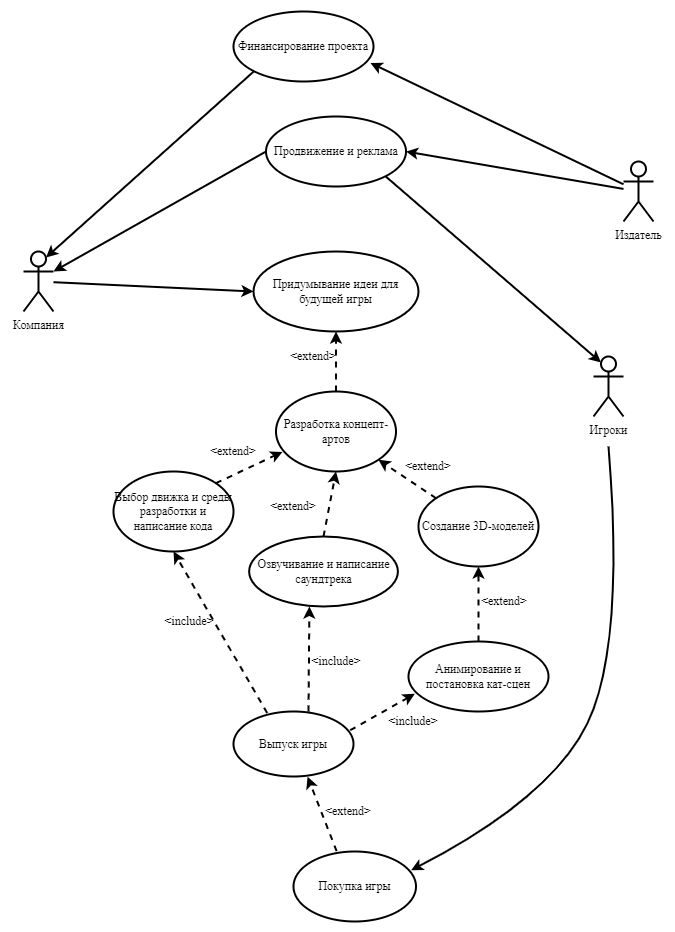 Финансирование проекта
Продвижение и реклама
Издатель
Компания
Придумывание идеи для
будущей игры
<extend>
Игроки
Разработка концепт-
артов
<extend>
<extend>
Выбор движка и среды
разработки и
написание кода
<extend>
Создание 3D-моделей
Озвучивание и написание
саундтрека
<extend>
<include>
<include>
Анимирование и
постановка кат-сцен
<include>
Выпуск игры
<extend>
Покупка игры